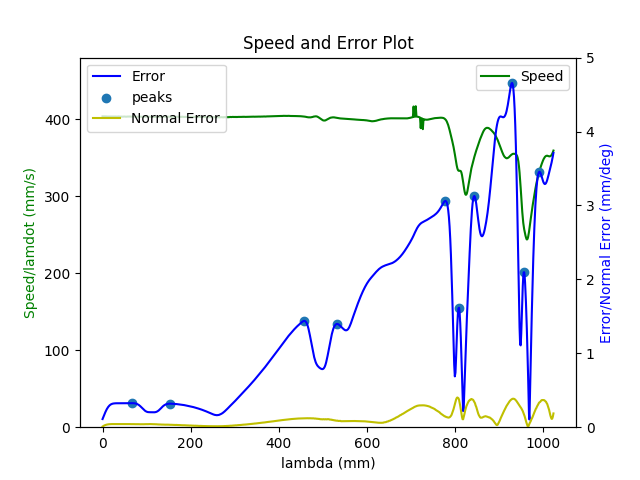 Speed and Error Plot
Error
peaks
Normal Error
Speed
Speed/lamdot (mm/s)
Error/Normal Error (mm/deg)
400
300
200
100
0
5
4
3
2
1
0
0 200 400 600 800 1000
lambda (mm)